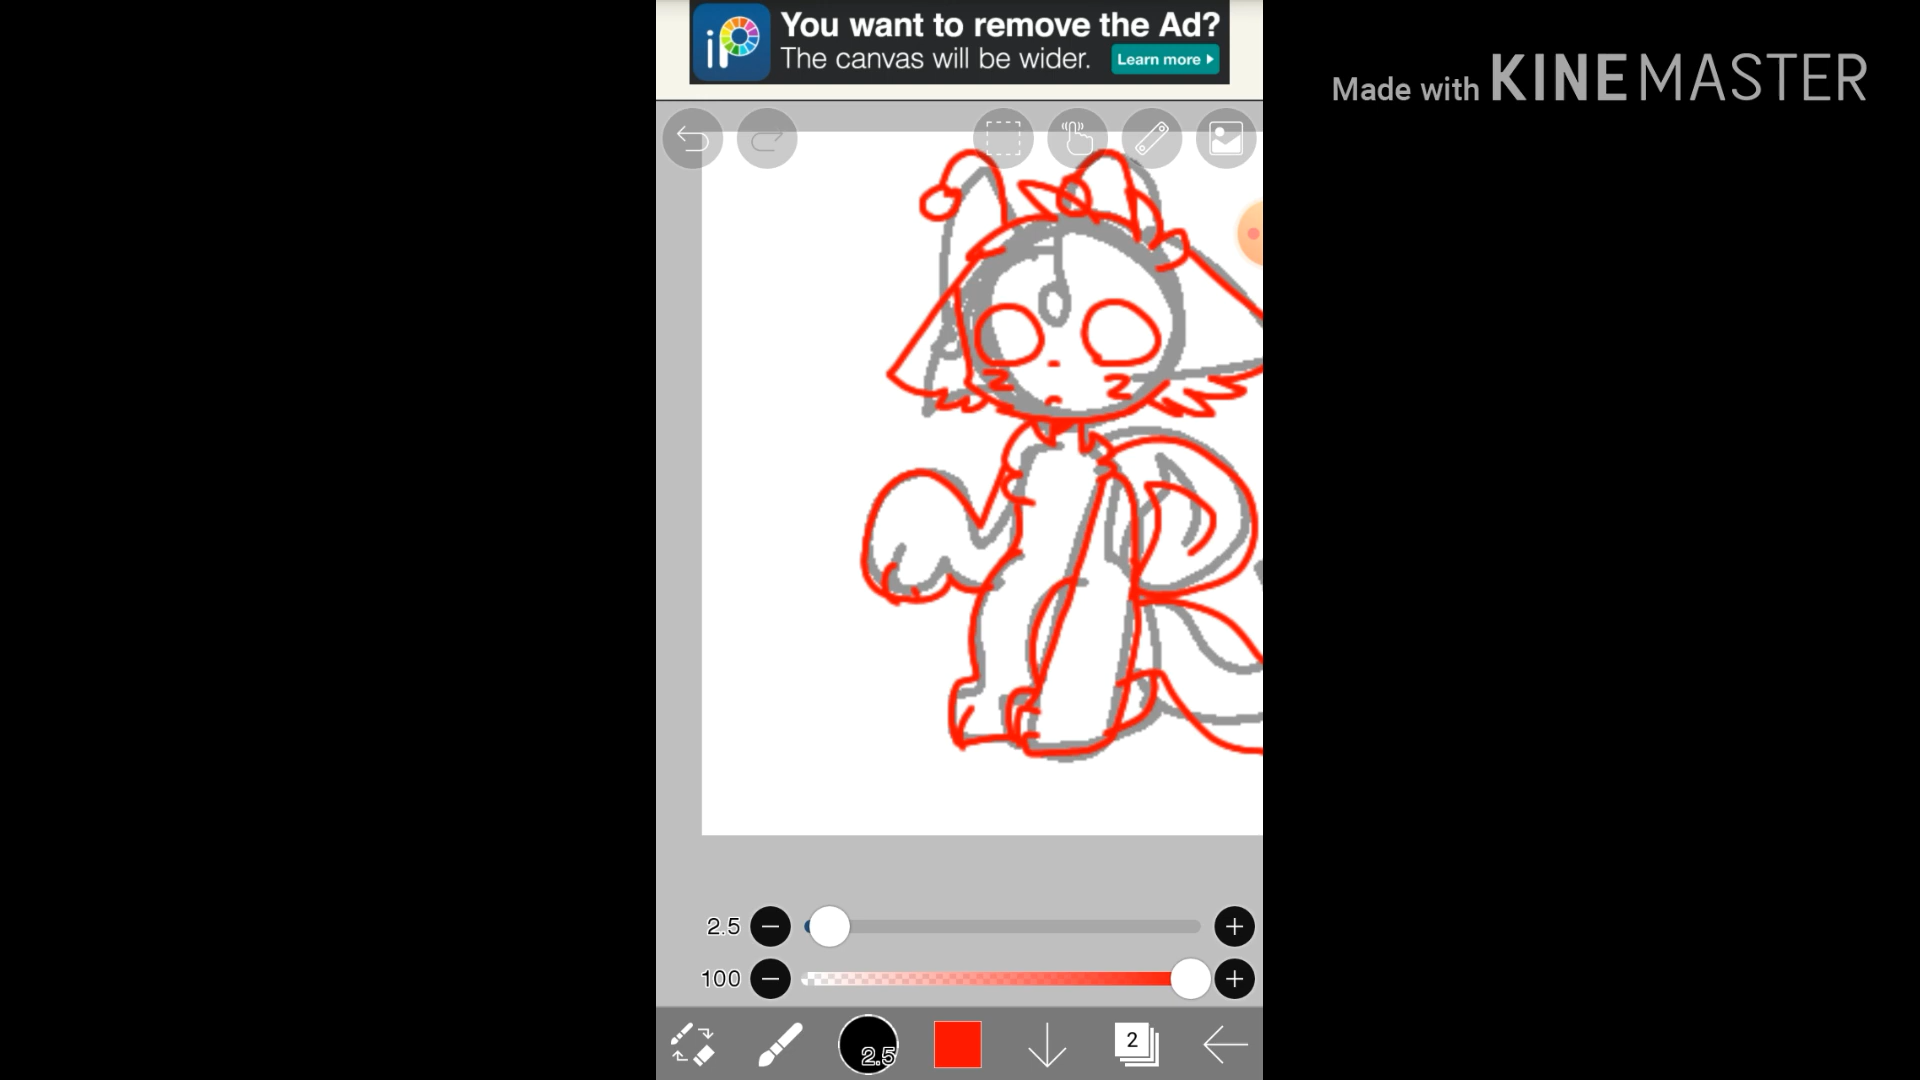 iP
You want to remove the Ad?
The canvas will be wider.
Learn more
Made with KINEMASTER
2.5
100
2.5
2